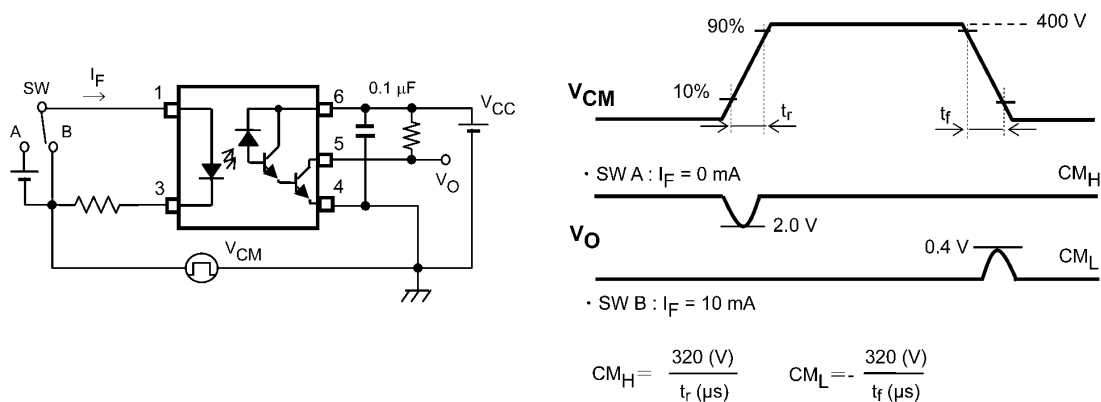 SW
I_F
A
B
1
3
6
5
4
0.1 μF
V_CC
V_O
V_CM
90%
10%
400 V
V_CM
t_r
t_f
・SW A : I_F = 0 mA
CM_H
2.0 V
V_O
0.4 V
CM_L
・SW B : I_F = 10 mA
CM_H = 320 (V) / t_r (μs)
CM_L = - 320 (V) / t_f (μs)